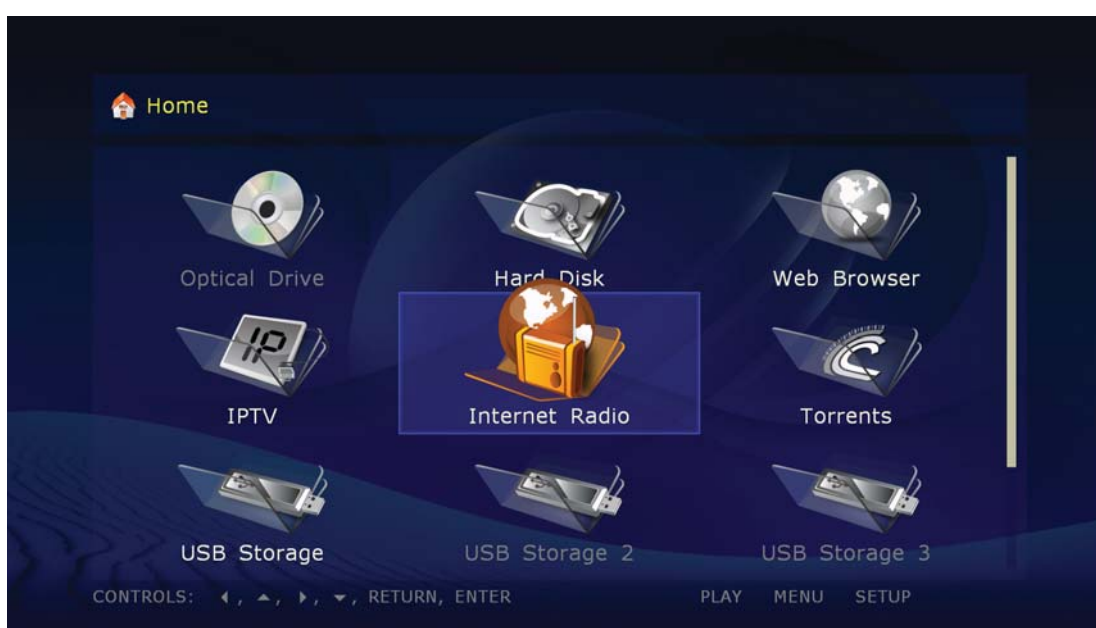 Home
Optical Drive Hard Disk Web Browser
IP
IPTV Internet Radio Torrents
USB Storage USB Storage 2 USB Storage 3
CONTROLS: , , , , RETURN, ENTER PLAY MENU SETUP